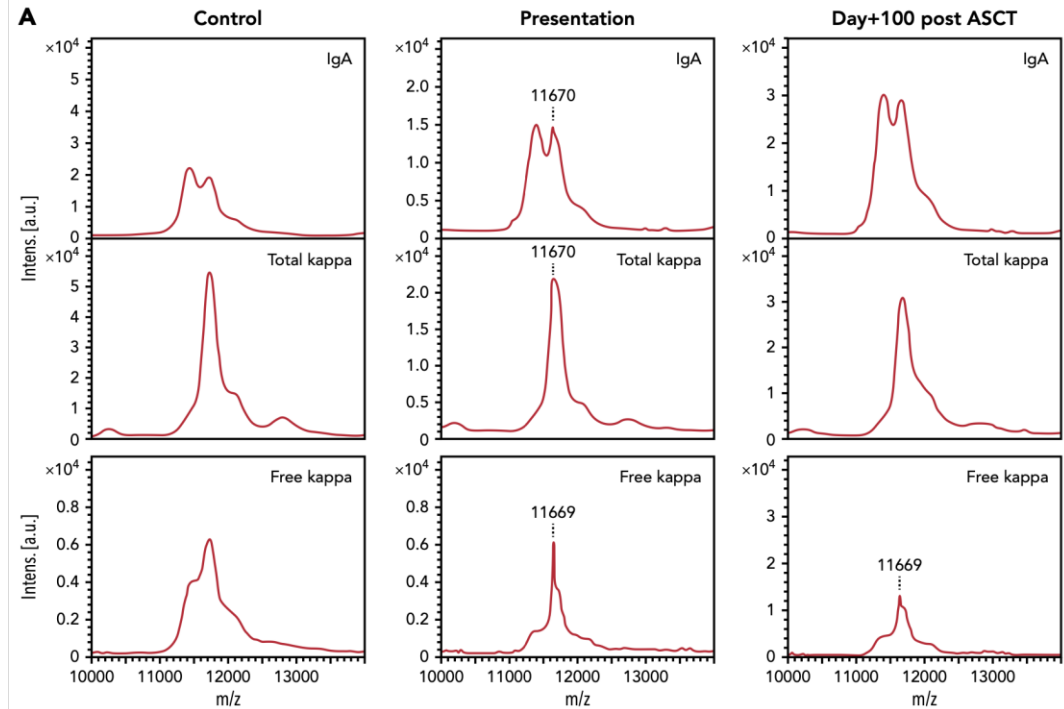 A
Control
Presentation
Day+100 post ASCT
Intens. [a.u.]
×10⁴
IgA
5
4
3
2
1
0
×10⁴
IgA
11670
2.0
1.5
1.0
0.5
0
×10⁴
IgA
3
2
1
0
×10⁴
Total kappa
5
4
3
2
1
0
×10⁴
11670
Total kappa
2.0
1.5
1.0
0.5
0
×10⁴
Total kappa
3
2
1
0
Intens. [a.u.]
×10⁴
Free kappa
0.8
0.6
0.4
0.2
0
10000 11000 12000 13000
m/z
×10⁴
Free kappa
11669
0.8
0.6
0.4
0.2
0
10000 11000 12000 13000
m/z
×10⁴
Free kappa
11669
4
3
2
1
0
10000 11000 12000 13000
m/z